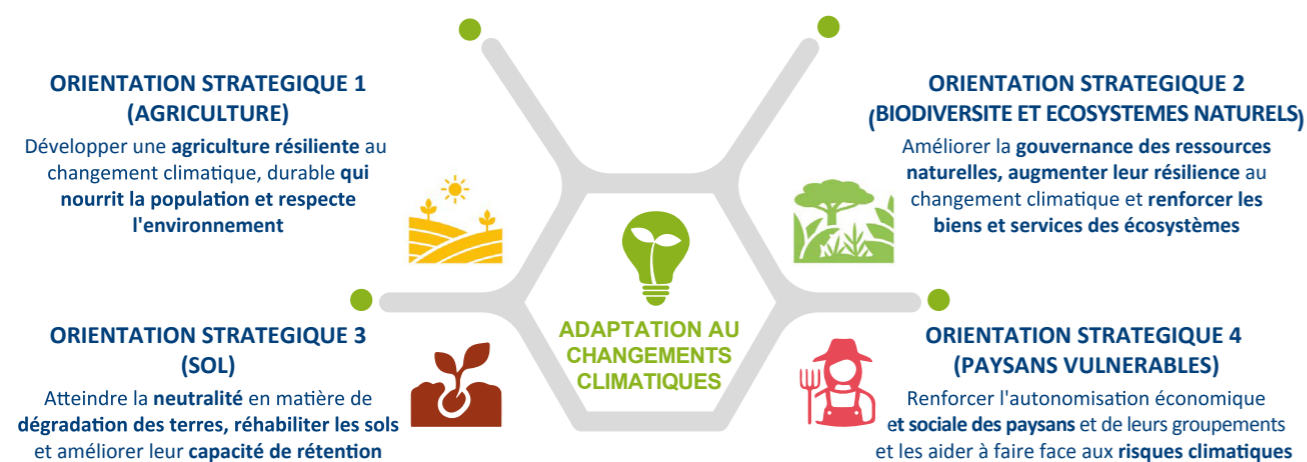 ORIENTATION STRATEGIQUE 1
(AGRICULTURE)
Développer une agriculture résiliente au
changement climatique, durable qui
nourrit la population et respecte
l'environnement
ORIENTATION STRATEGIQUE 2
(BIODIVERSITE ET ECOSYSTEMES NATURELS)
Améliorer la gouvernance des ressources
naturelles, augmenter leur résilience au
changement climatique et renforcer les
biens et services des écosystèmes
ADAPTATION AU
CHANGEMENTS
CLIMATIQUES
ORIENTATION STRATEGIQUE 3
(SOL)
Atteindre la neutralité en matière de
dégradation des terres, réhabiliter les sols
et améliorer leur capacité de rétention
ORIENTATION STRATEGIQUE 4
(PAYSANS VULNERABLES)
Renforcer l'autonomisation économique
et sociale des paysans et de leurs groupements
et les aider à faire face aux risques climatiques